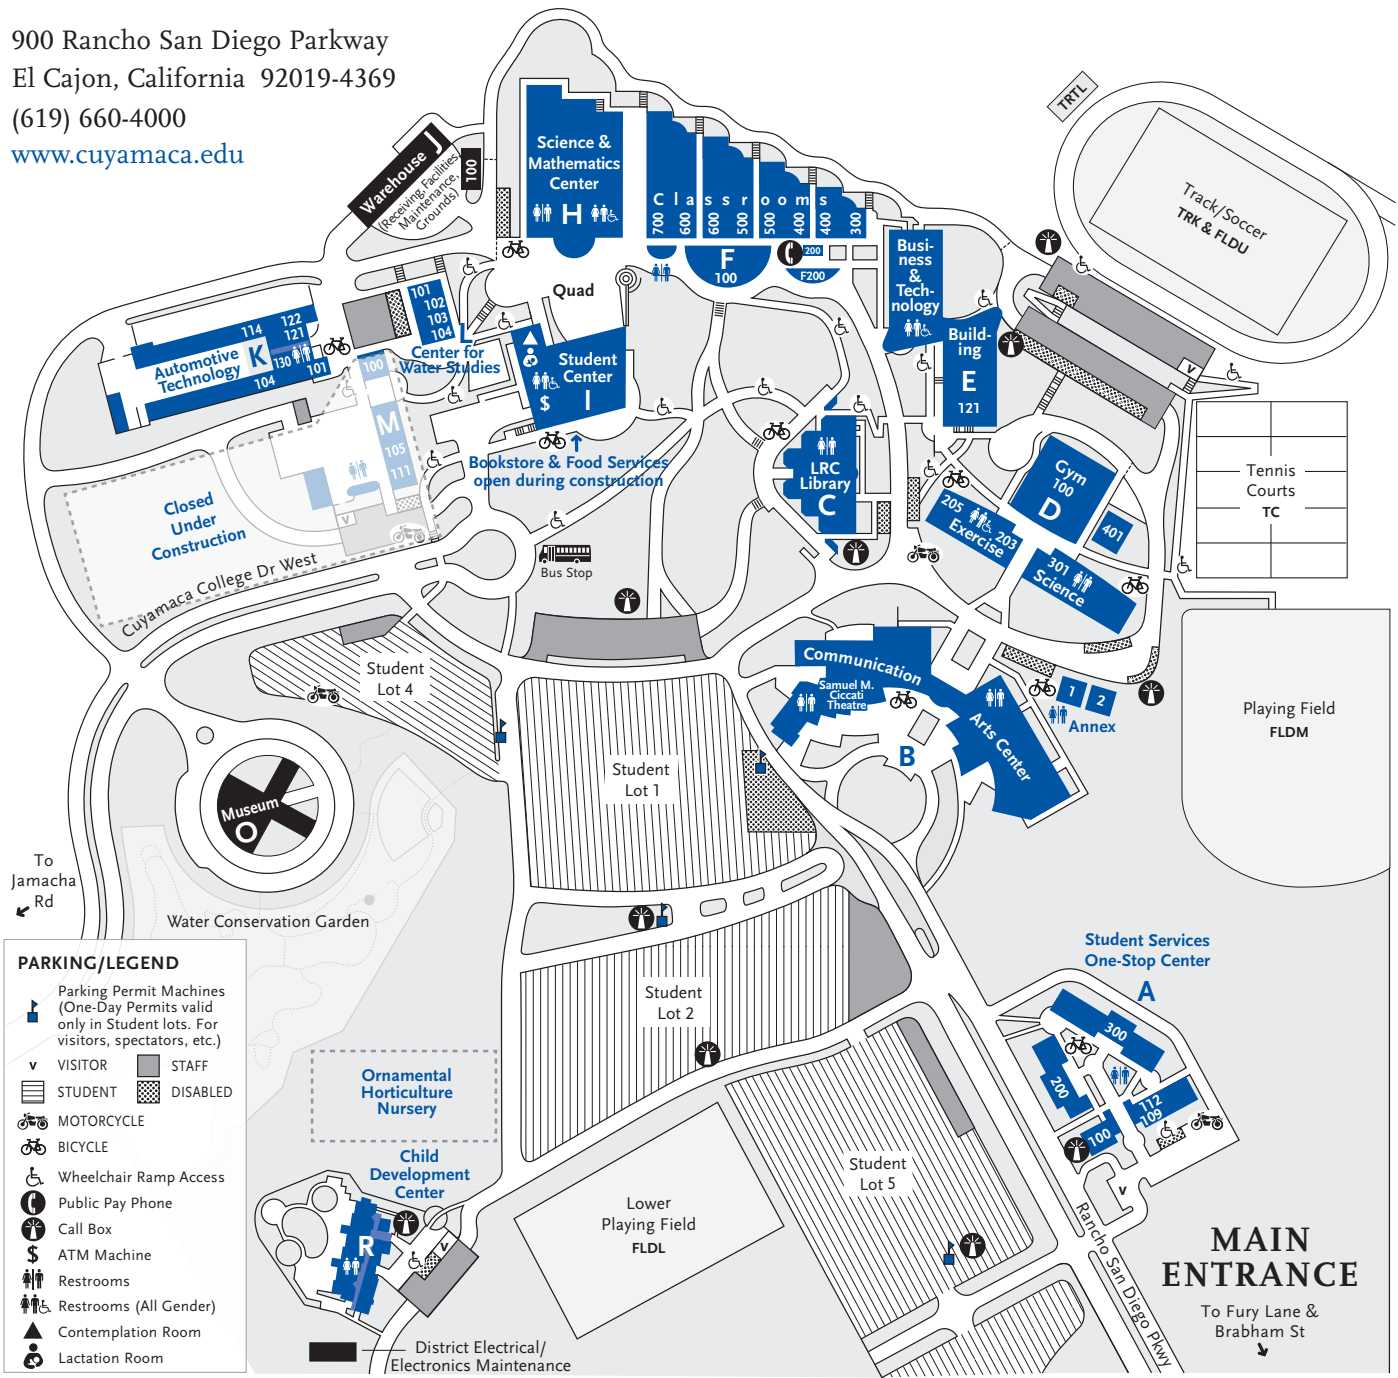 900 Rancho San Diego Parkway
El Cajon, California 92019-4369
(619) 660-4000
www.cuyamaca.edu
TRTL
Track/Soccer
TRK & FLDU
Warehouse J
(Receiving, Facilities,
Maintenance,
Grounds)
100
Science &
Mathematics
Center
H
Classrooms
700
600
600
500
500
400
400
300
F
100
200
F200
Quad
Busi-
ness
&
Tech-
nology
Build-
ing
E
121
101
102
103
104
L
Center for
Water Studies
114
122
121
Automotive
Technology
K
130
101
104
100
M
105
111
V
Student
Center
I
$
Bookstore & Food Services
open during construction
LRC
Library
C
Gym
100
D
401
205
203
Exercise
301
Science
V
Tennis
Courts
TC
Closed
Under
Construction
Cuyamaca College Dr West
Bus Stop
Student
Lot 4
Communication
Samuel M.
Ciccati
Theatre
Arts Center
B
1
2
Annex
Playing Field
FLDM
Student
Lot 1
Museum
O
To
Jamacha
Rd
Water Conservation Garden
Student
Lot 2
Student Services
One-Stop Center
A
300
200
112
109
100
V
PARKING/LEGEND
Parking Permit Machines
(One-Day Permits valid
only in Student lots. For
visitors, spectators, etc.)
V VISITOR
STAFF
STUDENT
DISABLED
MOTORCYCLE
BICYCLE
Wheelchair Ramp Access
Public Pay Phone
Call Box
$ ATM Machine
Restrooms
Restrooms (All Gender)
Contemplation Room
Lactation Room
Ornamental
Horticulture
Nursery
Child
Development
Center
R
V
Lower
Playing Field
FLDL
Student
Lot 5
Rancho San Diego Pkwy
MAIN
ENTRANCE
To Fury Lane &
Brabham St
District Electrical/
Electronics Maintenance